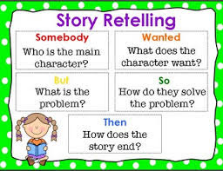 Story Retelling
Somebody
Who is the main
character?
Wanted
What does the
character want?
But
What is the
problem?
So
How do they solve
the problem?
Then
How does the
story end?